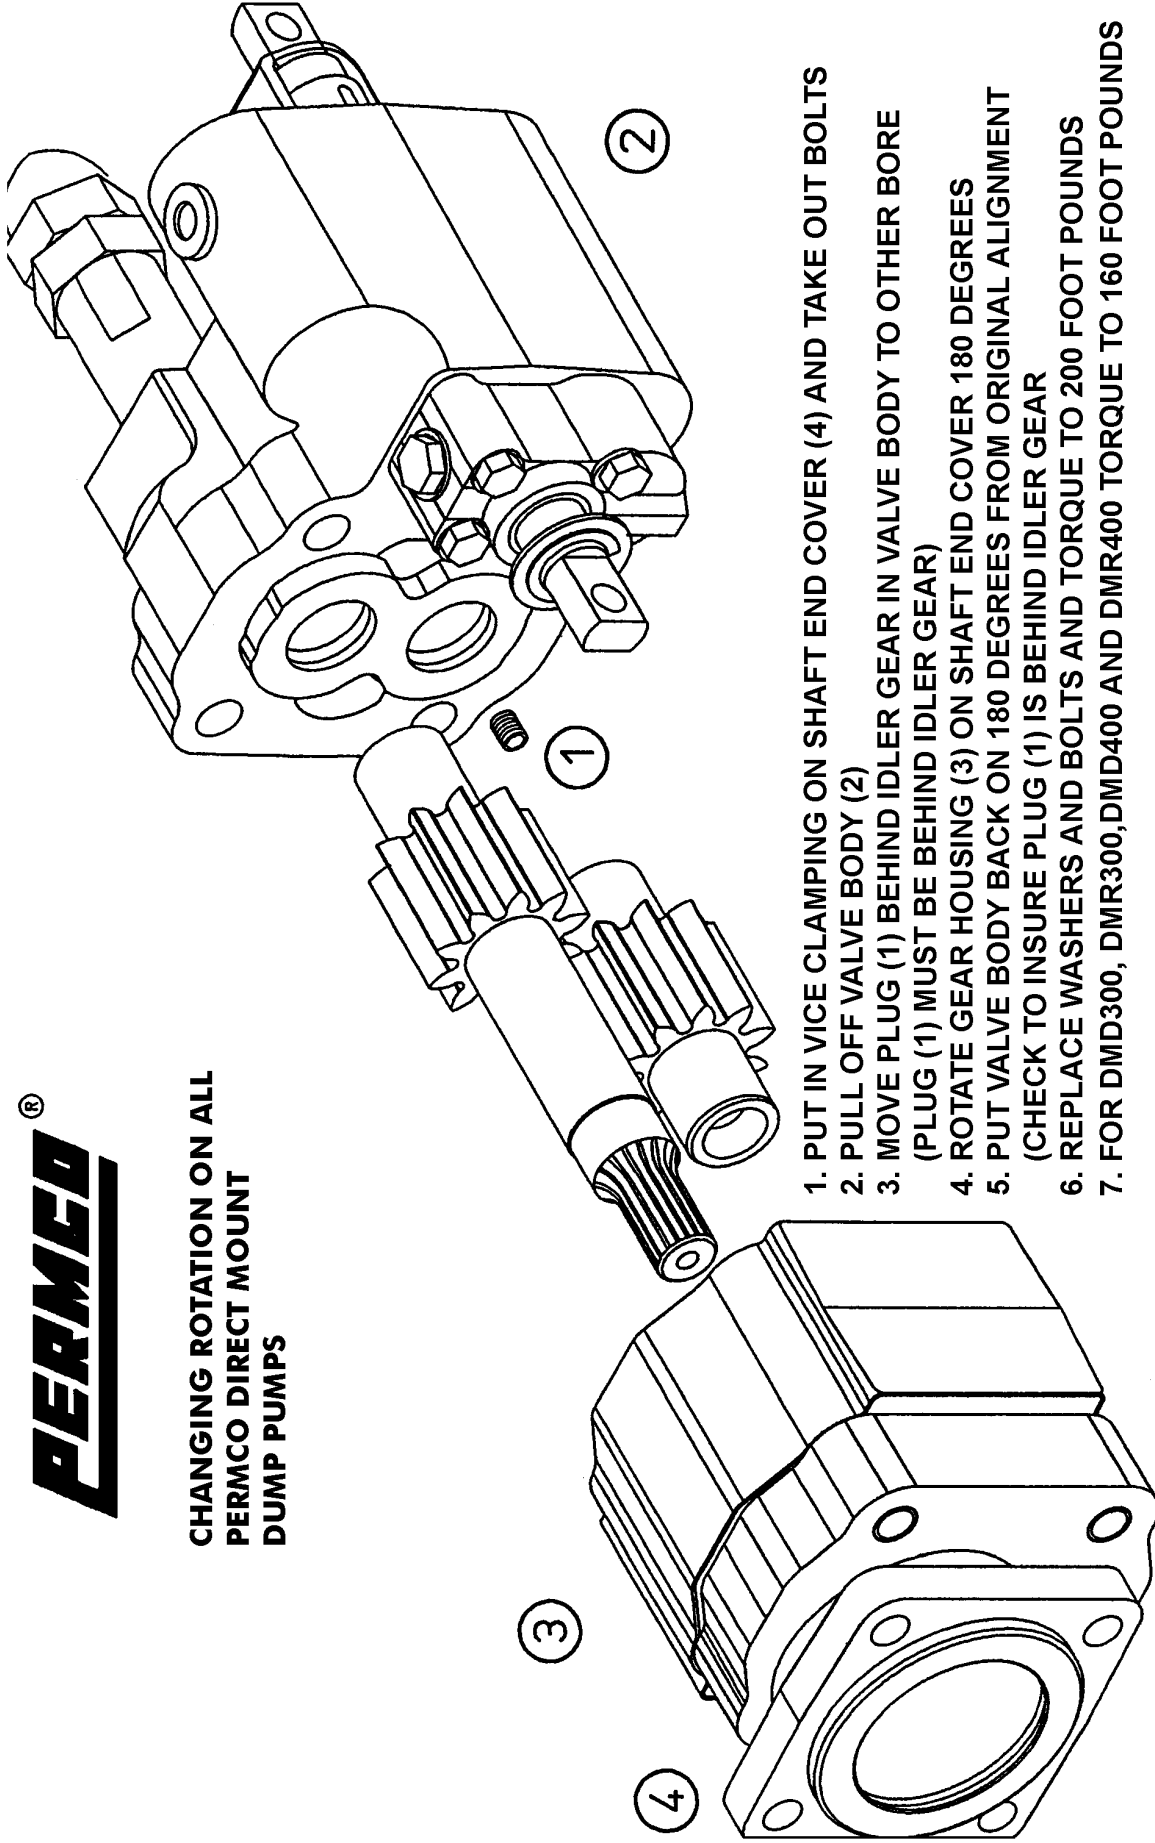 PERMCO ®
CHANGING ROTATION ON ALL
PERMCO DIRECT MOUNT
DUMP PUMPS
3
4
1
2
1. PUT IN VICE CLAMPING ON SHAFT END COVER (4) AND TAKE OUT BOLTS
2. PULL OFF VALVE BODY (2)
3. MOVE PLUG (1) BEHIND IDLER GEAR IN VALVE BODY TO OTHER BORE
(PLUG (1) MUST BE BEHIND IDLER GEAR)
4. ROTATE GEAR HOUSING (3) ON SHAFT END COVER 180 DEGREES
5. PUT VALVE BODY BACK ON 180 DEGREES FROM ORIGINAL ALIGNMENT
(CHECK TO INSURE PLUG (1) IS BEHIND IDLER GEAR
6. REPLACE WASHERS AND BOLTS AND TORQUE TO 200 FOOT POUNDS
7. FOR DMD300, DMR300,DMD400 AND DMR400 TORQUE TO 160 FOOT POUNDS